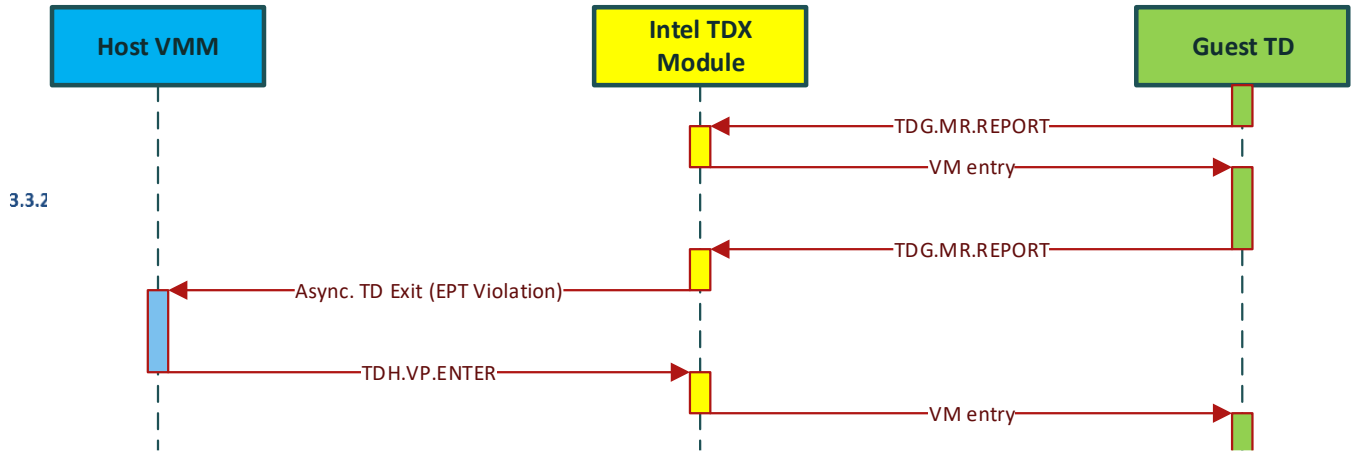 Host VMM
Intel TDX
Module
Guest TD
TDG.MR.REPORT
VM entry
3.3.2
TDG.MR.REPORT
Async. TD Exit (EPT Violation)
TDH.VP.ENTER
VM entry